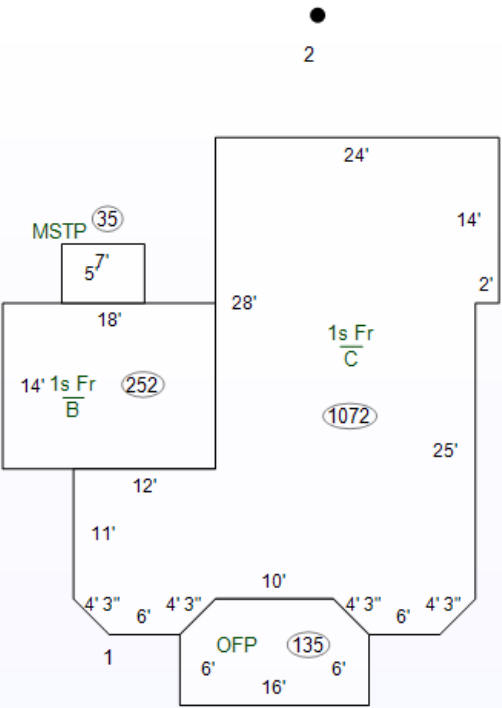 2
24'
14'
MSTP 35
5' 7'
2'
18'
28'
1s Fr
C
14' 1s Fr
B
252
1072
25'
12'
11'
10'
4' 3" 6' 4' 3" 4' 3" 6' 4' 3"
OFP 135
1
6' 6'
16'